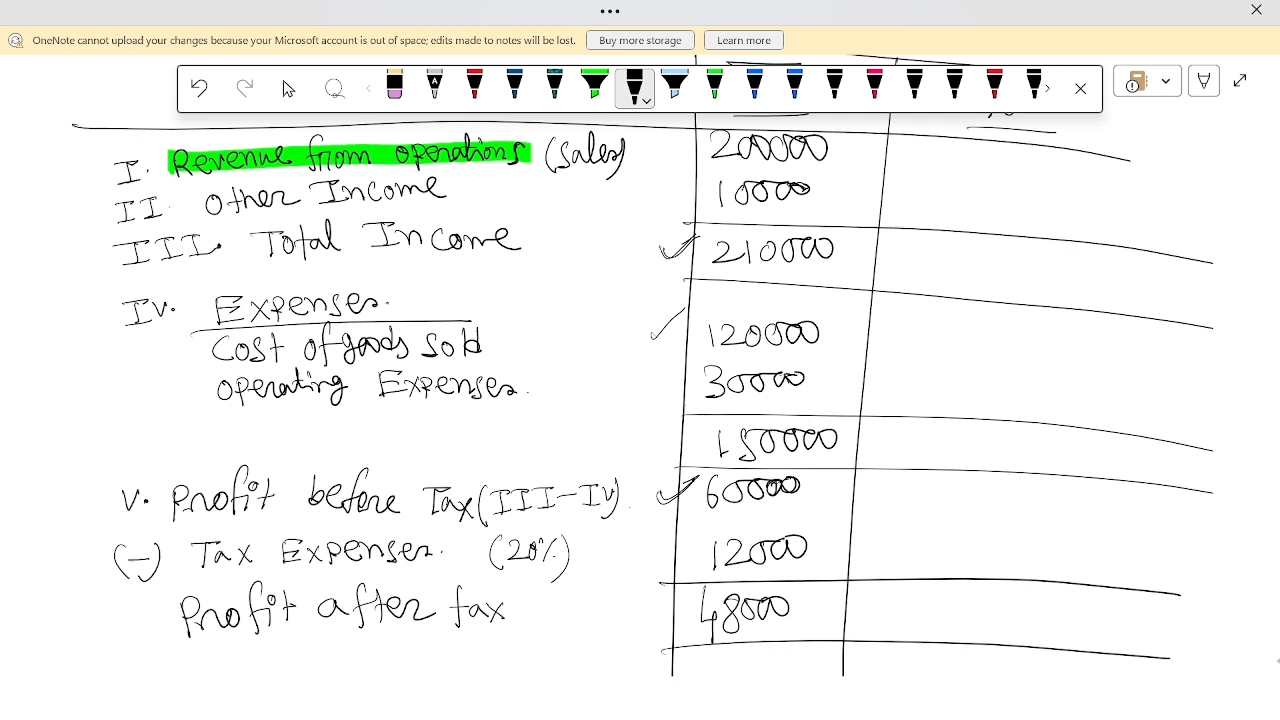 OneNote cannot upload your changes because your Microsoft account is out of space; edits made to notes will be lost. Buy more storage Learn more
I. Revenue from operations (Sales) 200000
II. Other Income 10000
III. Total Income 210000
IV. Expenses.
Cost of goods sold 120000
operating Expenses. 30000
150000
V. Profit before Tax (III-IV) 60000
(-) Tax Expenses. (20%) 12000
Profit after tax 48000